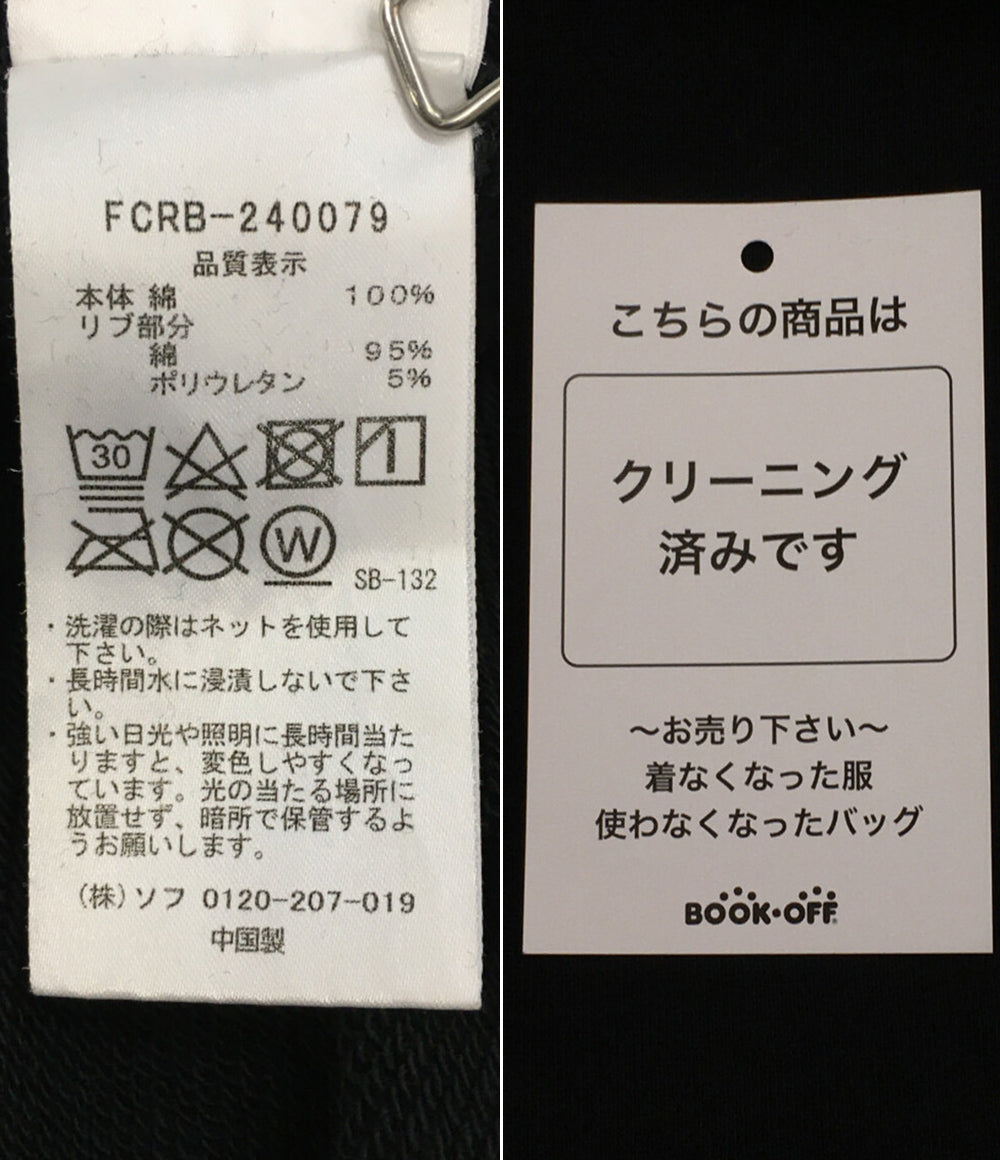 FCRB-240079
品質表示
本体 綿 100%
リブ部分
綿 95%
ポリウレタン 5%
30
W
SB-132
・洗濯の際はネットを使用して
下さい。
・長時間水に浸漬しないで下さ
い。
・強い日光や照明に長時間当た
りますと、変色しやすくなっ
ています。光の当たる場所に
放置せず、暗所で保管するよ
うお願いします。
(株)ソフ 0120-207-019
中国製
こちらの商品は
クリーニング
済みです
～お売り下さい～
着なくなった服
使わなくなったバッグ
BOOK・OFF